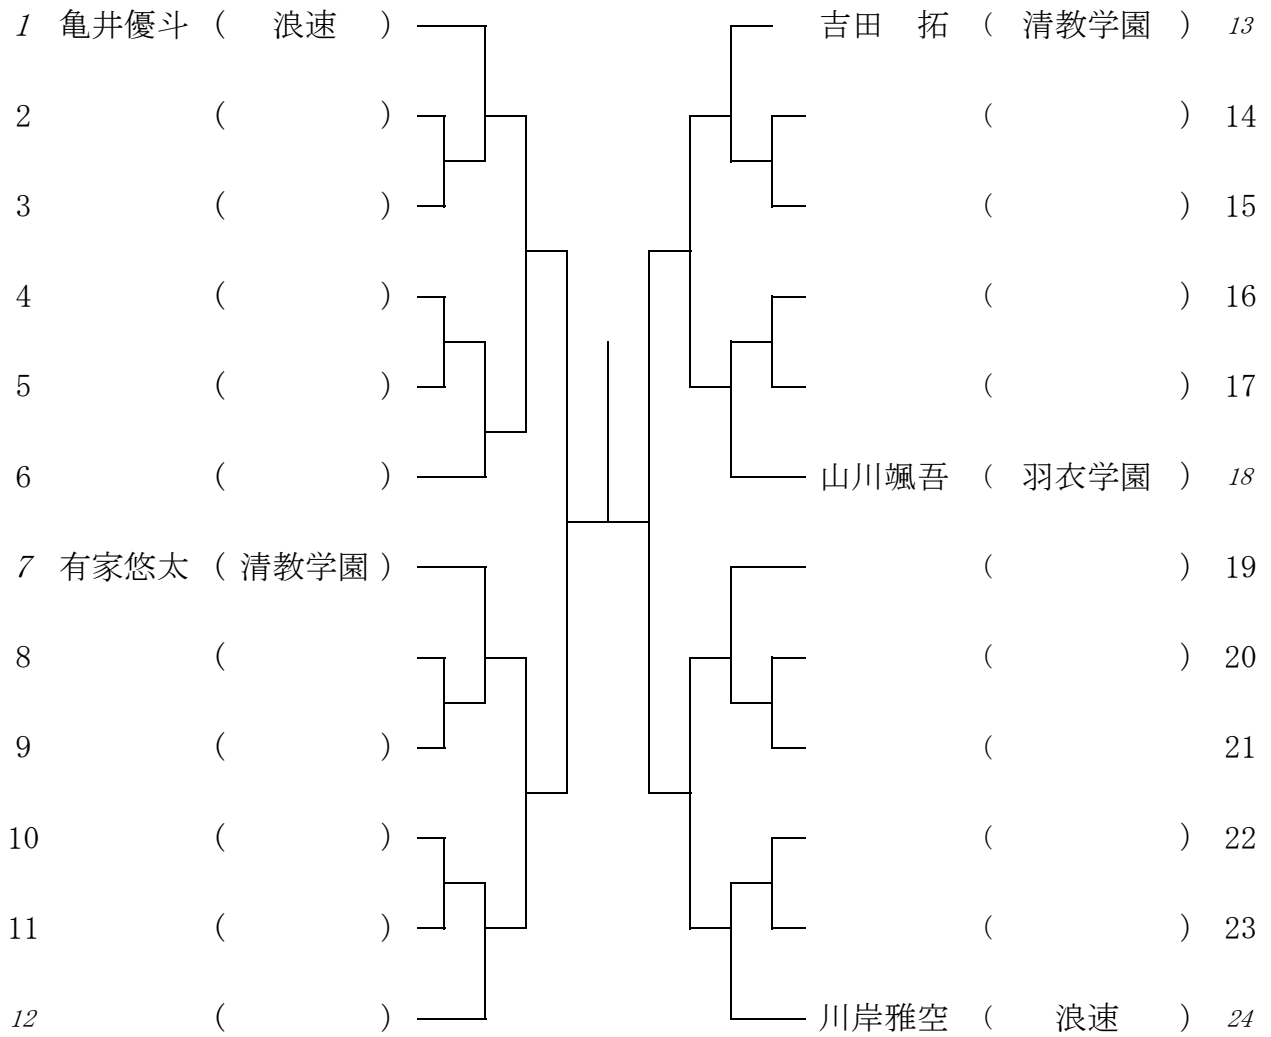 1 亀井優斗 ( 浪速 )
2 ( )
3 ( )
4 ( )
5 ( )
6 ( )
7 有家悠太 ( 清教学園 )
8 (
9 ( )
10 ( )
11 ( )
12 ( )
吉田 拓 ( 清教学園 ) 13
( ) 14
( ) 15
( ) 16
( ) 17
山川颯吾 ( 羽衣学園 ) 18
( ) 19
( ) 20
( 21
( ) 22
( ) 23
川岸雅空 ( 浪速 ) 24